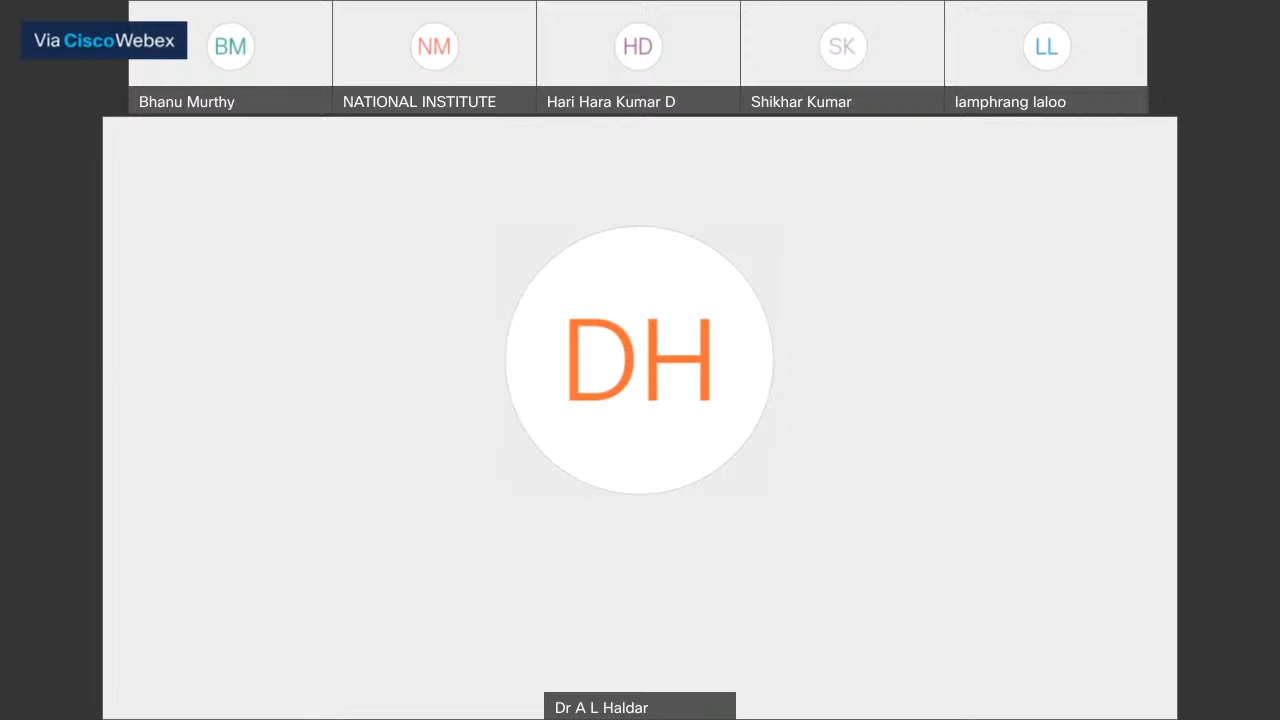 Via CiscoWebex
BM
NM
HD
SK
LL
Bhanu Murthy
NATIONAL INSTITUTE
Hari Hara Kumar D
Shikhar Kumar
lamphrang laloo
DH
Dr A L Haldar